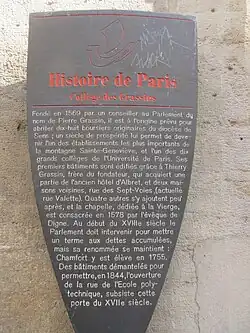 Histoire de Paris
Collège des Grassins
Fondé en 1569 par un conseiller au Parlement du
nom de Pierre Grassin, il est à l'origine prévu pour
abriter dix-huit boursiers originaires du diocèse de
Sens ; un siècle de prospérité lui permet de deve-
nir l'un des établissements les plus importants de
la montagne Sainte-Geneviève, et l'un des dix
grands collèges de l'Université de Paris. Ses
premiers bâtiments sont édifiés grâce à Thierry
Grassin, frère du fondateur, qui acquiert une
partie de l'ancien hôtel d'Albret, et deux mai-
sons voisines, rue des Sept-Voies (actuelle
rue Valette). Quatre autres s'y ajoutent peu
après, et la chapelle, dédiée à la Vierge,
est consacrée en 1578 par l'évêque de
Digne. Au début du XVIIIe siècle le
Parlement doit intervenir pour mettre
un terme aux dettes accumulées,
mais sa renommée se maintient :
Chamfort y est élève en 1755.
Des bâtiments démantelés pour
permettre, en 1844, l'ouverture
de la rue de l'Ecole poly-
technique, subsiste cette
porte du XVIIe siècle.